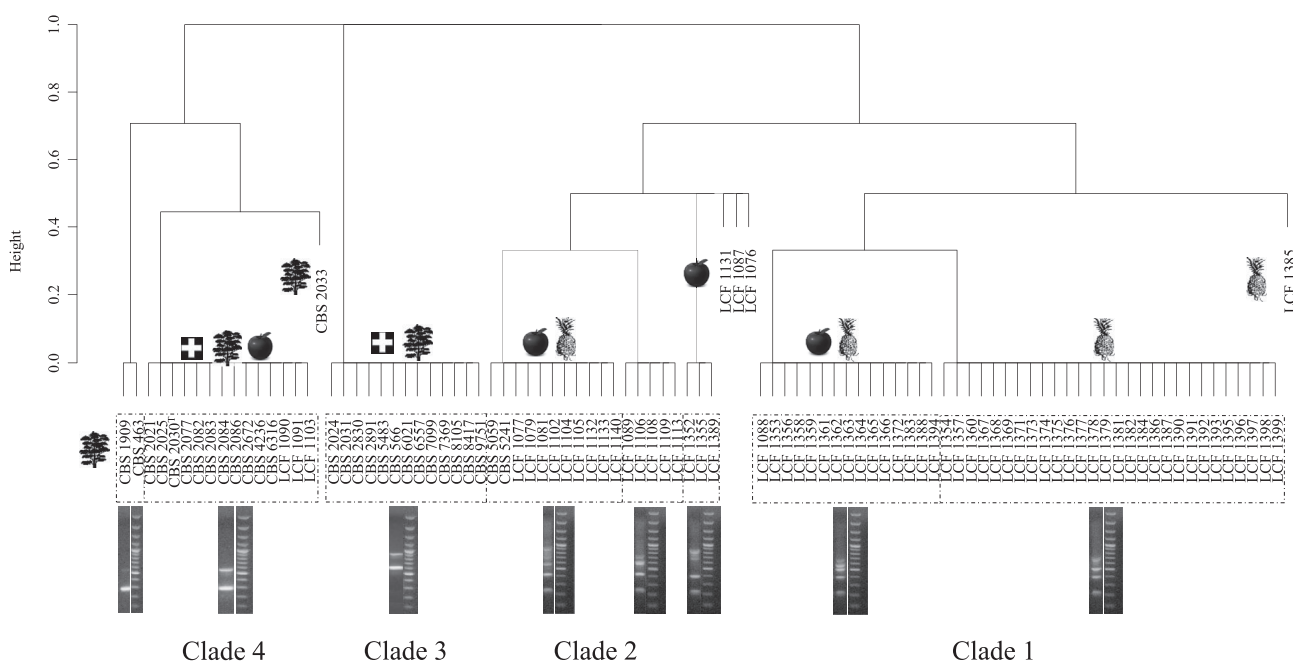 Height
1.0
0.8
0.6
0.4
0.2
0.0
CBS 1909
CBS 463
CBS 2021
CBS 2025
CBS 2030T
CBS 2077
CBS 2082
CBS 2083
CBS 2084
CBS 2086
CBS 2672
CBS 4236
CBS 6316
LCF 1090
LCF 1091
LCF 1103
CBS 2033
CBS 2024
CBS 2031
CBS 2830
CBS 2891
CBS 5483
CBS 566
CBS 6021
CBS 6557
CBS 7099
CBS 7369
CBS 8105
CBS 8417
CBS 9751
CBS 5059
CBS 5241
LCF 1077
LCF 1079
LCF 1081
LCF 1102
LCF 1104
LCF 1105
LCF 1132
LCF 1133
LCF 1140
LCF 1089
LCF 1106
LCF 1108
LCF 1109
LCF 1113
LCF 1352
LCF 1355
LCF 1389
LCF 1131
LCF 1087
LCF 1076
LCF 1088
LCF 1353
LCF 1356
LCF 1358
LCF 1359
LCF 1361
LCF 1362
LCF 1363
LCF 1364
LCF 1365
LCF 1366
LCF 1372
LCF 1383
LCF 1388
LCF 1394
LCF 1354
LCF 1357
LCF 1360
LCF 1367
LCF 1368
LCF 1369
LCF 1371
LCF 1373
LCF 1374
LCF 1375
LCF 1376
LCF 1377
LCF 1378
LCF 1379
LCF 1381
LCF 1382
LCF 1384
LCF 1386
LCF 1387
LCF 1390
LCF 1391
LCF 1392
LCF 1393
LCF 1395
LCF 1396
LCF 1397
LCF 1398
LCF 1399
LCF 1385
Clade 4
Clade 3
Clade 2
Clade 1